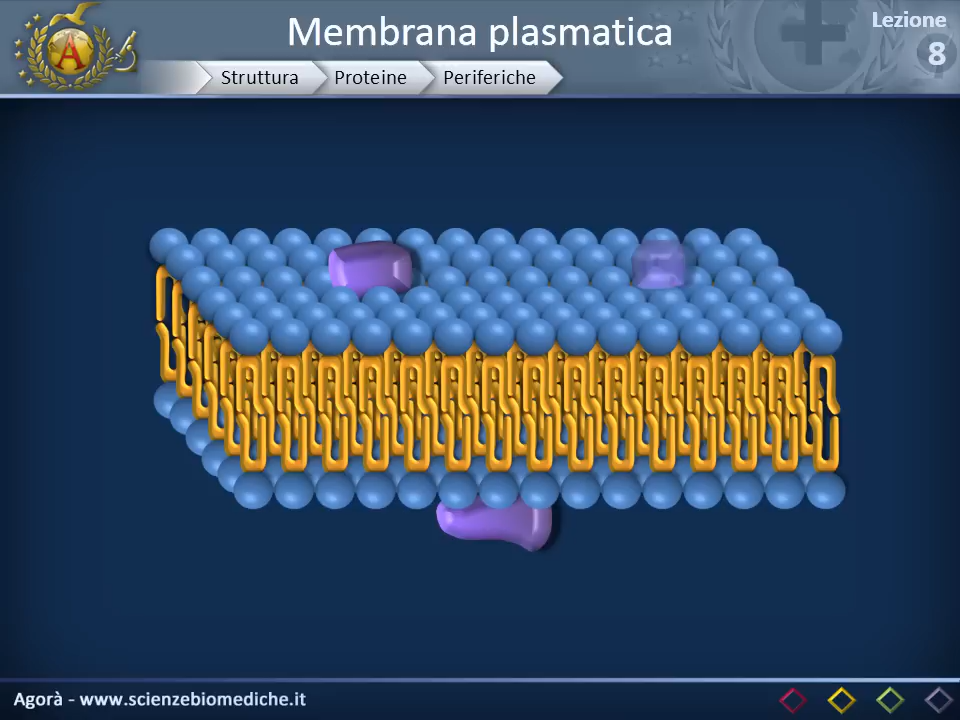 Membrana plasmatica
Lezione
8
A
Struttura
Proteine
Periferiche
Agorà - www.scienzebiomediche.it